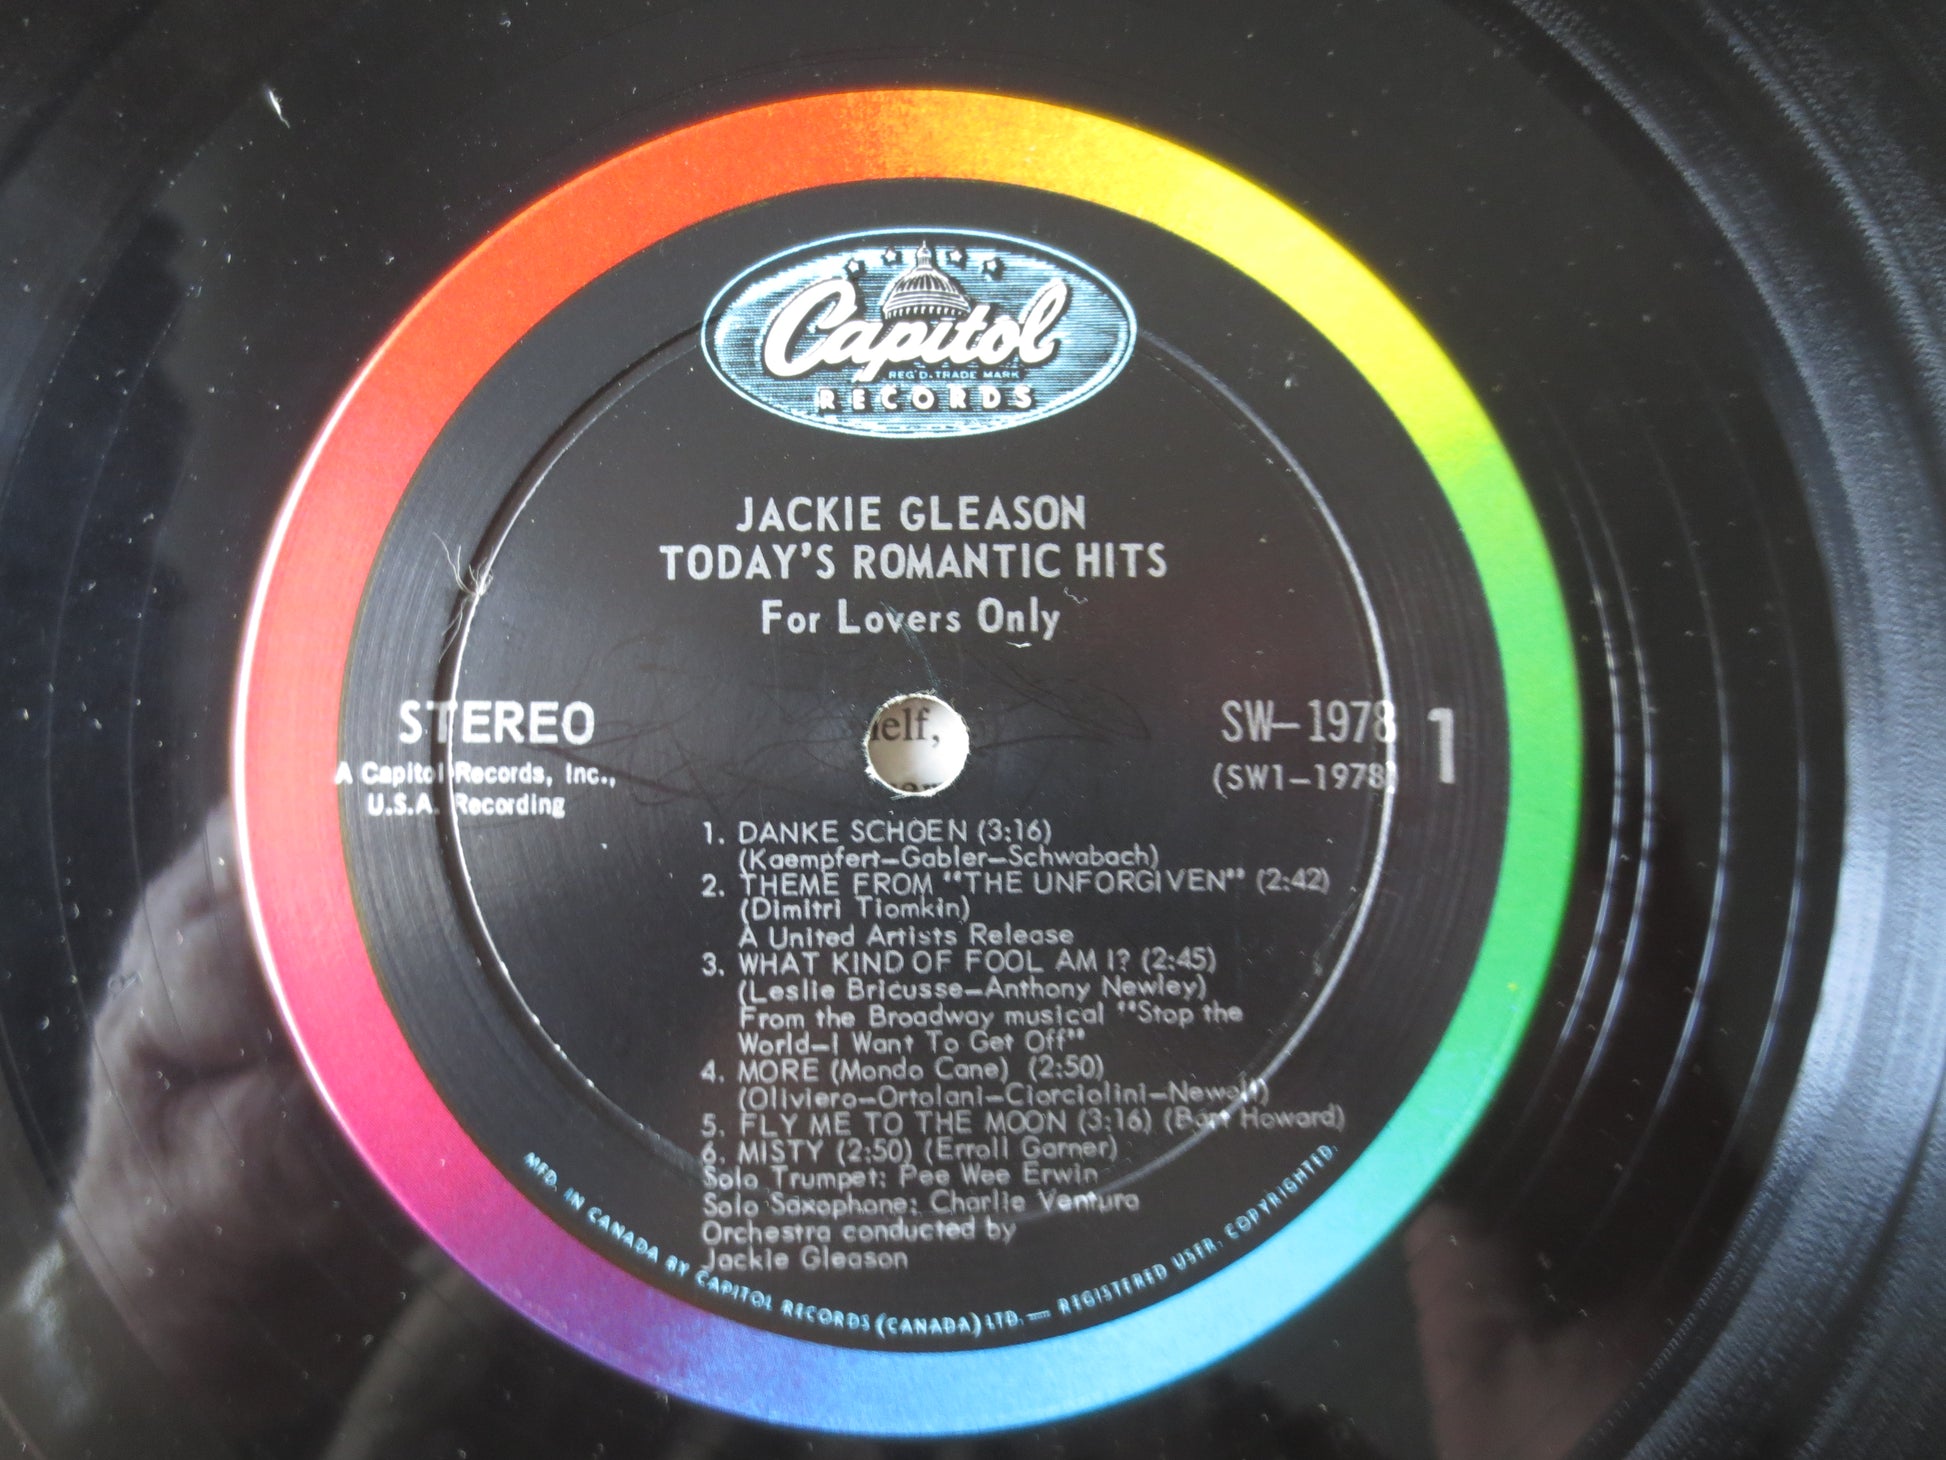 Capitol
REG'D. TRADE MARK
RECORDS
JACKIE GLEASON
TODAY'S ROMANTIC HITS
For Lovers Only
STEREO
A Capitol Records, Inc.,
U.S.A. Recording
elf,
SW-1978
(SW1-1978)
1
1. DANKE SCHOEN (3:16)
(Kaempfert-Gabler-Schwabach)
2. THEME FROM "THE UNFORGIVEN" (2:42)
(Dimitri Tiomkin)
A United Artists Release
3. WHAT KIND OF FOOL AM I? (2:45)
(Leslie Bricusse-Anthony Newley)
From the Broadway musical "Stop the
World-I Want To Get Off"
4. MORE (Mondo Cane) (2:50)
(Oliviero-Ortolani-Ciorciolini-Newell)
5. FLY ME TO THE MOON (3:16) (Bart Howard)
6. MISTY (2:50) (Erroll Garner)
Solo Trumpet: Pee Wee Erwin
Solo Saxophone: Charlie Ventura
Orchestra conducted by
Jackie Gleason
MFD. IN CANADA BY CAPITOL RECORDS (CANADA) LTD. — REGISTERED USER. COPYRIGHTED.